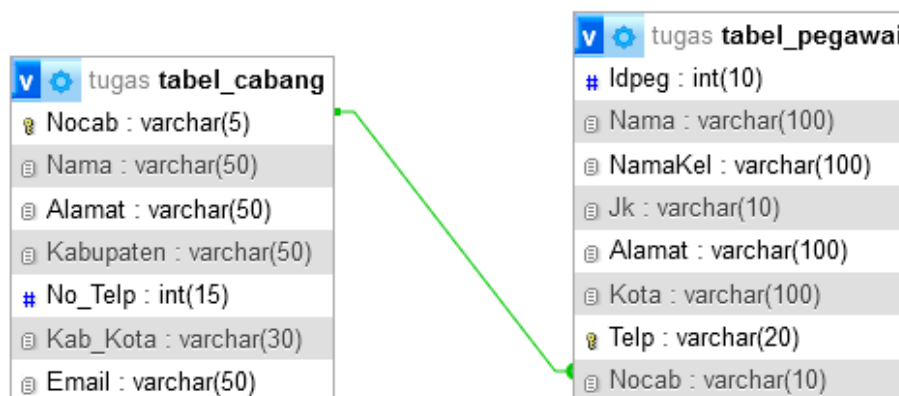 v tugas tabel_cabang
Nocab : varchar(5)
Nama : varchar(50)
Alamat : varchar(50)
Kabupaten : varchar(50)
# No_Telp : int(15)
Kab_Kota : varchar(30)
Email : varchar(50)
v tugas tabel_pegawai
# Idpeg : int(10)
Nama : varchar(100)
NamaKel : varchar(100)
Jk : varchar(10)
Alamat : varchar(100)
Kota : varchar(100)
Telp : varchar(20)
Nocab : varchar(10)